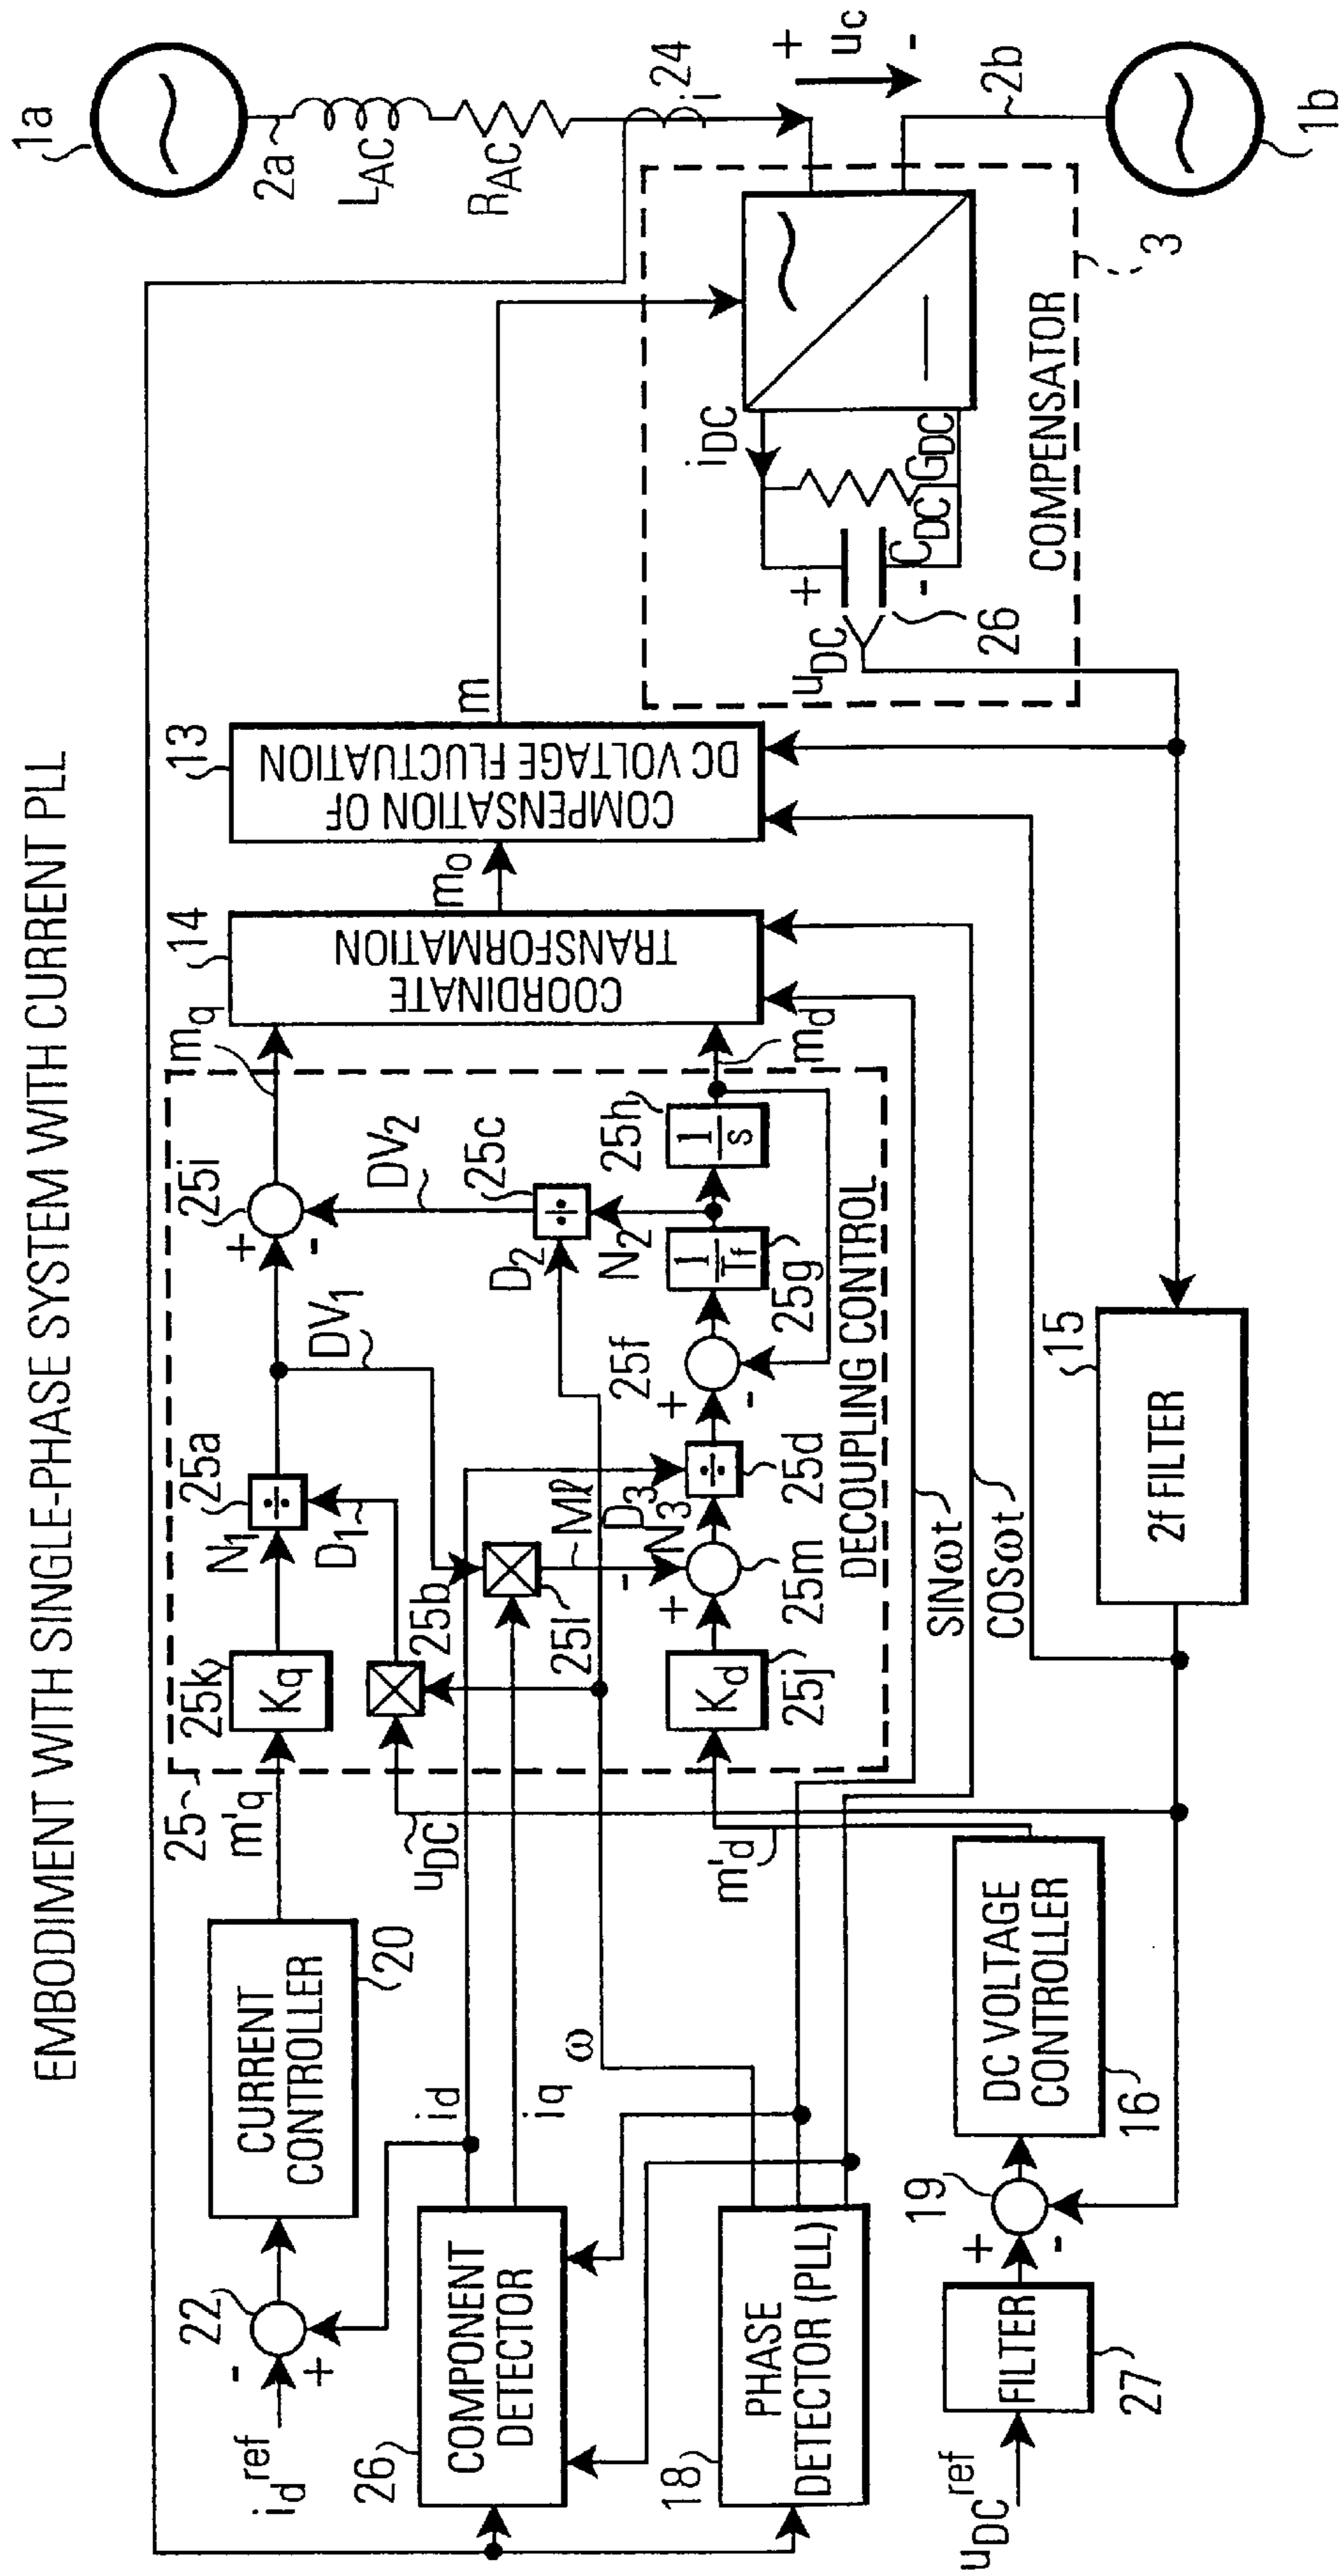 EMBODIMENT WITH SINGLE-PHASE SYSTEM WITH CURRENT PLL
1a
2a
L_AC
R_AC
24
i
+
u_C
-
2b
1b
3
COMPENSATOR
i_DC
G_DC
C_DC
+
-
u_DC
26
m
13
COMPENSATION OF
DC VOLTAGE FLUCTUATION
m_o
14
COORDINATE
TRANSFORMATION
m_q
m_d
25i
+
-
DV_2
25c
÷
D_2
N_2
25h
1/s
1/T_f
25g
25f
+
-
DV_1
25a
÷
N_1
D_1
25b
25l
Mℓ
D_3
N_3
÷
25d
25m
-
+
25k
K_q
K_d
25j
DECOUPLING CONTROL
25
m'_q
u_DC
m'_d
SINωt
COSωt
15
2f FILTER
CURRENT
CONTROLLER
20
22
-
+
i_d^ref
i_d
i_q
ω
COMPONENT
DETECTOR
26
PHASE
DETECTOR (PLL)
18
DC VOLTAGE
CONTROLLER
16
19
+
-
FILTER
27
u_DC^ref